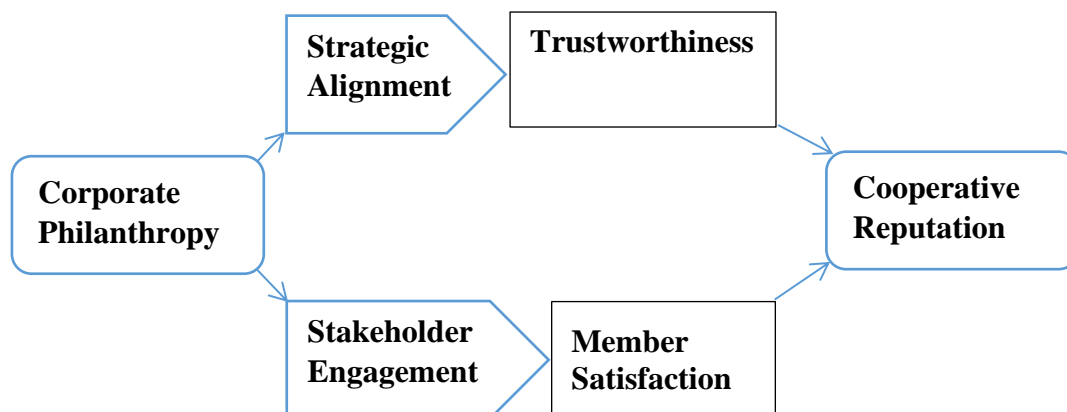 Strategic
Alignment
Trustworthiness
Corporate
Philanthropy
Cooperative
Reputation
Stakeholder
Engagement
Member
Satisfaction